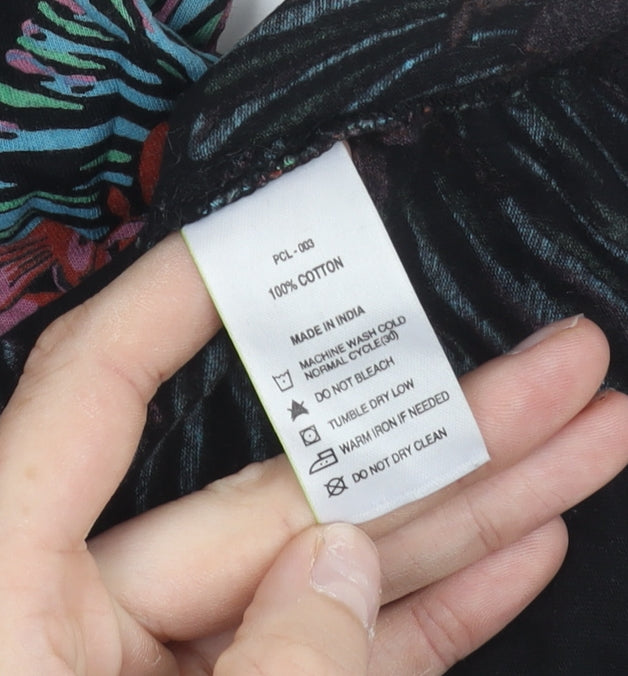 PCL - 003
100% COTTON
MADE IN INDIA
MACHINE WASH COLD
NORMAL CYCLE(30)
DO NOT BLEACH
TUMBLE DRY LOW
WARM IRON IF NEEDED
DO NOT DRY CLEAN